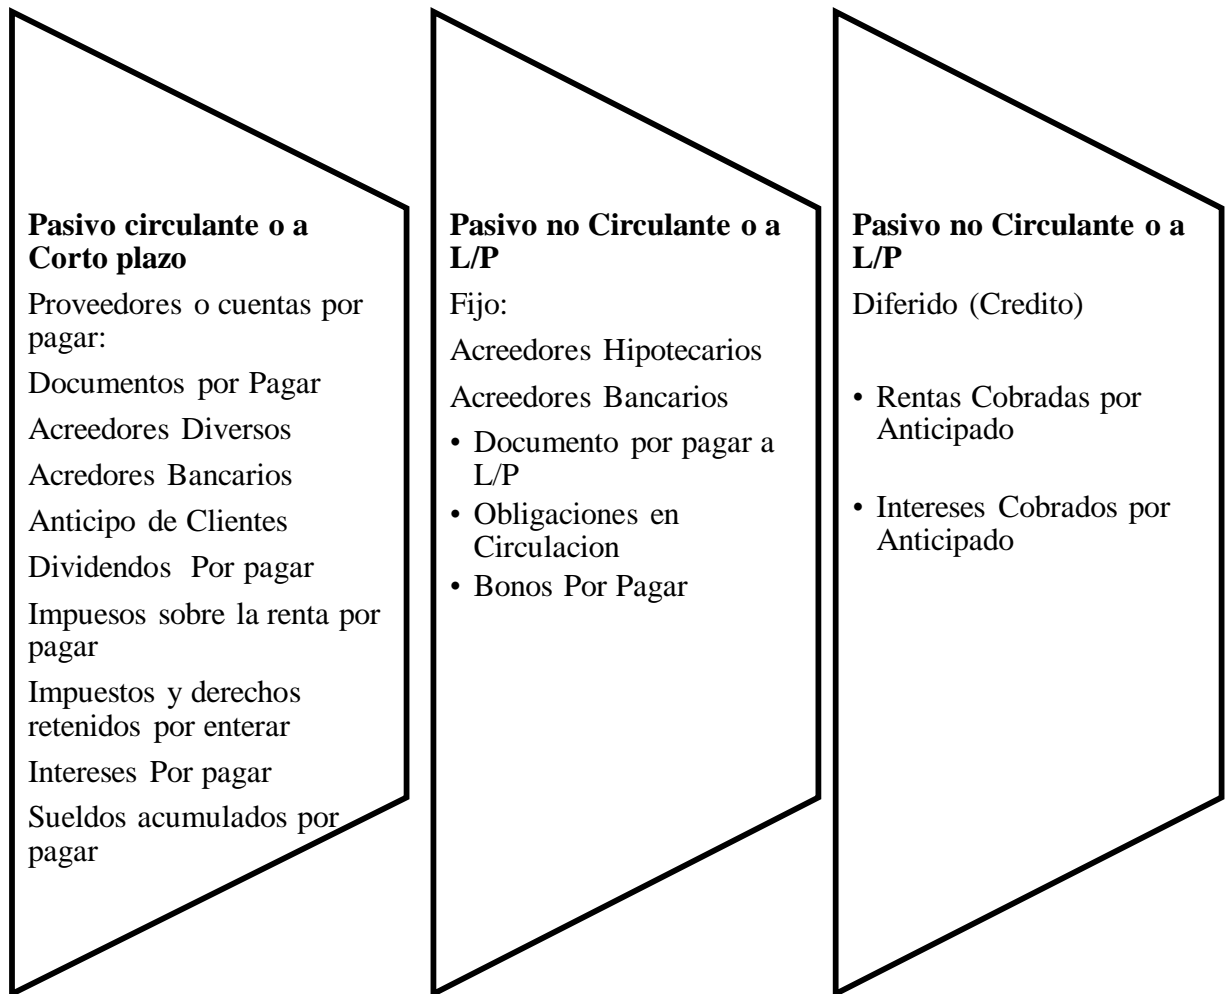 Pasivo circulante o a
Corto plazo
Proveedores o cuentas por
pagar:
Documentos por Pagar
Acreedores Diversos
Acredores Bancarios
Anticipo de Clientes
Dividendos Por pagar
Impuesos sobre la renta por
pagar
Impuestos y derechos
retenidos por enterar
Intereses Por pagar
Sueldos acumulados por
pagar
Pasivo no Circulante o a
L/P
Fijo:
Acreedores Hipotecarios
Acreedores Bancarios
• Documento por pagar a
L/P
• Obligaciones en
Circulacion
• Bonos Por Pagar
Pasivo no Circulante o a
L/P
Diferido (Credito)
• Rentas Cobradas por
Anticipado
• Intereses Cobrados por
Anticipado